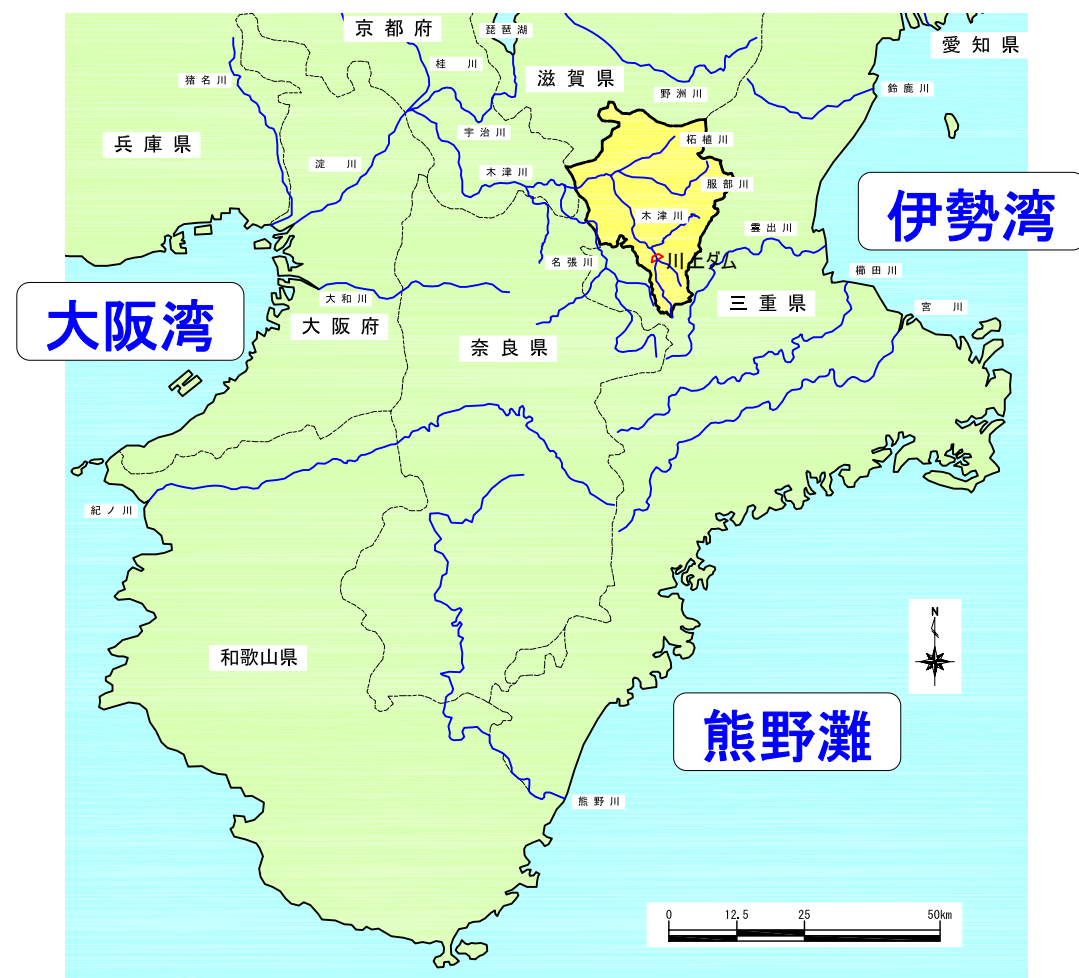 京都府
琵琶湖
愛知県
桂　川
滋賀県
猪名川
野洲川
鈴鹿川
兵庫県
宇治川
柘植川
淀　川
木津川
服部川
伊勢湾
木津川
雲出川
名張川
川上ダム
櫛田川
大和川
三重県
宮　川
大阪湾
大阪府
奈良県
紀ノ川
N
和歌山県
熊野灘
熊野川
0 12.5 25 50km